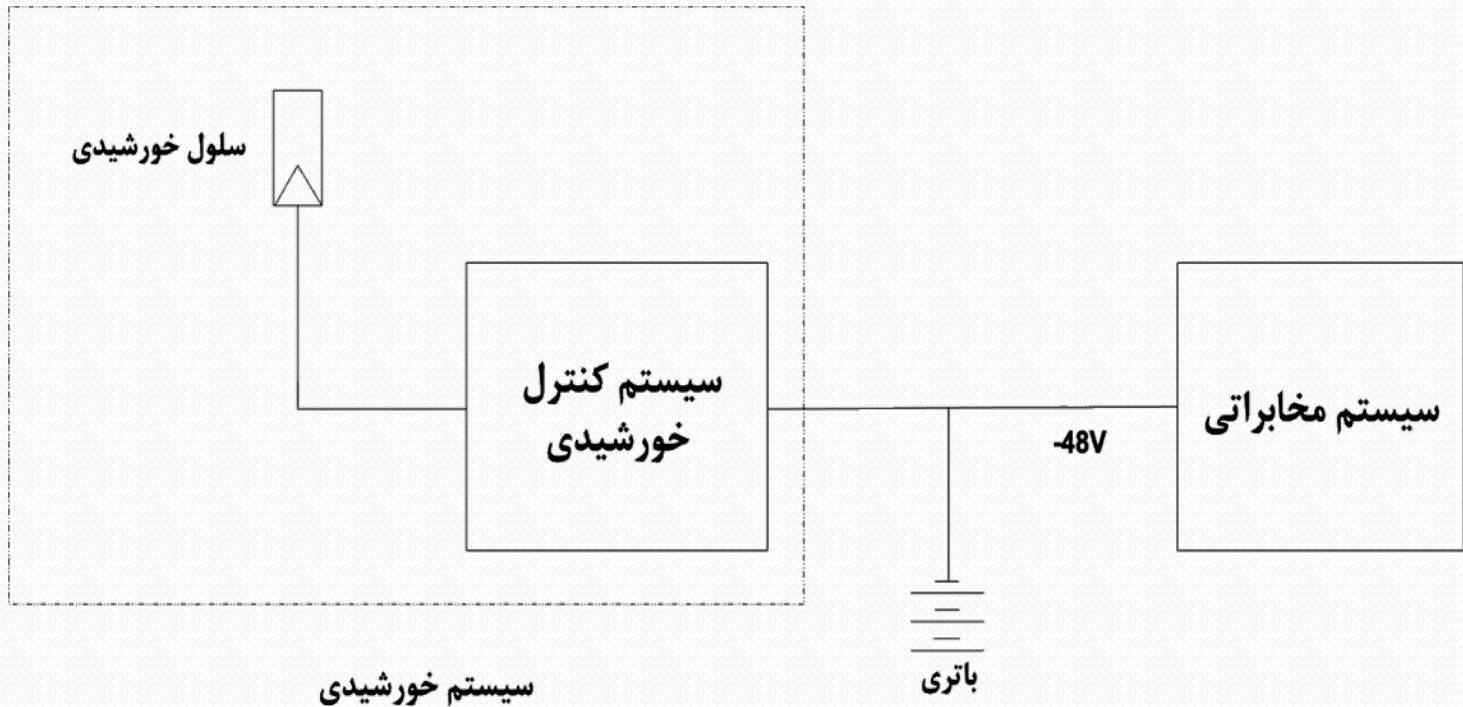 سلول خورشیدی
سیستم کنترل
خورشیدی
سیستم مخابراتی
-48V
باتری
سیستم خورشیدی